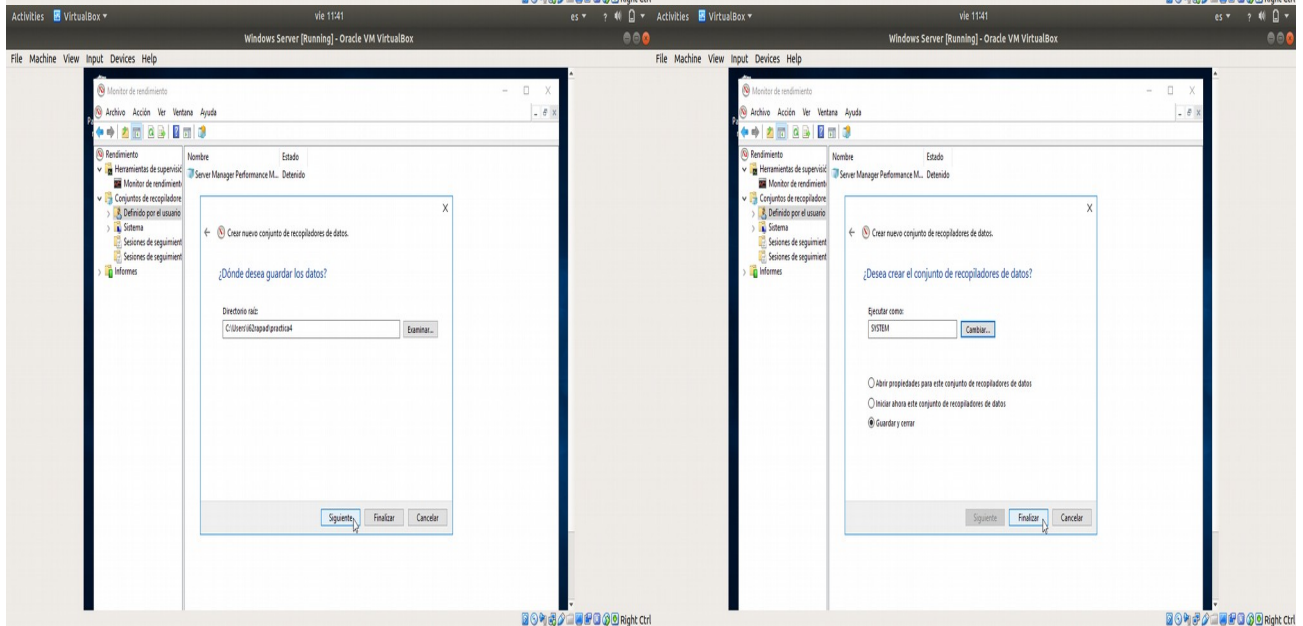 Right Ctrl
Right Ctrl
Activities VirtualBox vie 11:41 es ?
Windows Server [Running] - Oracle VM VirtualBox
File Machine View Input Devices Help
Monitor de rendimiento
Archivo Acción Ver Ventana Ayuda
Rendimiento
Herramientas de supervisió
Monitor de rendimient
Conjuntos de recopiladore
Definido por el usuario
Sistema
Sesiones de seguimient
Sesiones de seguimient
Informes
Nombre Estado
Server Manager Performance M... Detenido
X
Crear nuevo conjunto de recopiladores de datos.
¿Dónde desea guardar los datos?
Directorio raíz:
C:\Users\i62rapad\practica4
Examinar...
Siguiente Finalizar Cancelar
Right Ctrl
Activities VirtualBox vie 11:41 es ?
Windows Server [Running] - Oracle VM VirtualBox
File Machine View Input Devices Help
Monitor de rendimiento
Archivo Acción Ver Ventana Ayuda
Rendimiento
Herramientas de supervisió
Monitor de rendimient
Conjuntos de recopiladore
Definido por el usuario
Sistema
Sesiones de seguimient
Sesiones de seguimient
Informes
Nombre Estado
Server Manager Performance M... Detenido
X
Crear nuevo conjunto de recopiladores de datos.
¿Desea crear el conjunto de recopiladores de datos?
Ejecutar como:
SYSTEM
Cambiar...
Abrir propiedades para este conjunto de recopiladores de datos
Iniciar ahora este conjunto de recopiladores de datos
Guardar y cerrar
Siguiente Finalizar Cancelar
Right Ctrl